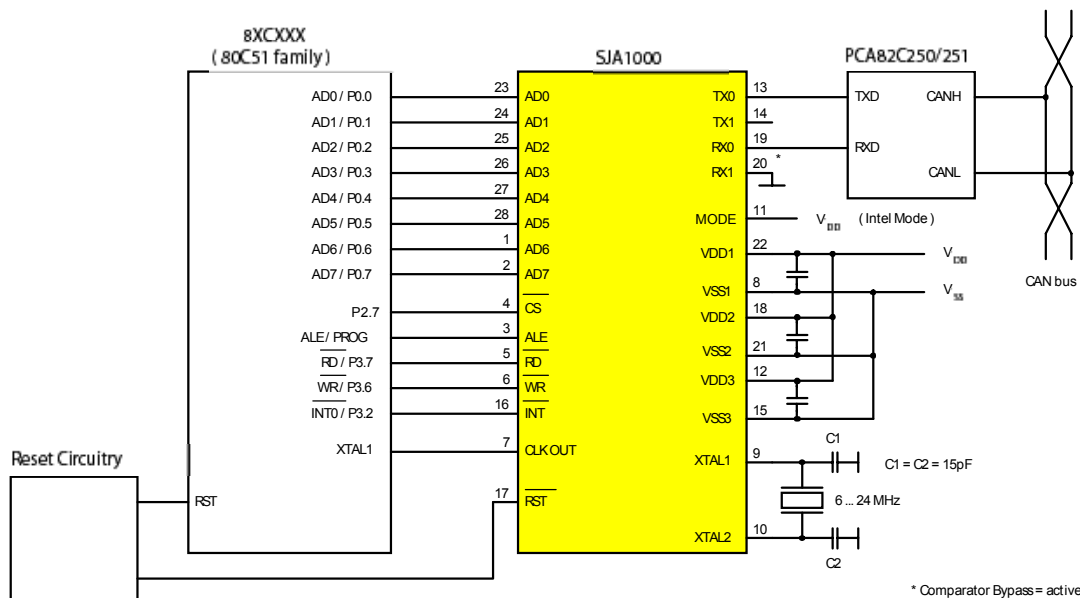 8XCXXX
( 80C51 family )
SJA1000
PCA82C250/251
AD0 / P0.0
23
AD0
TX0
13
TXD
CANH
AD1 / P0.1
24
AD1
TX1
14
AD2 / P0.2
25
AD2
RX0
19
RXD
AD3 / P0.3
26
AD3
RX1
20
*
CANL
AD4 / P0.4
27
AD4
AD5 / P0.5
28
AD5
MODE
11
VDD
( Intel Mode )
AD6 / P0.6
1
AD6
VDD1
22
VDD
AD7 / P0.7
2
AD7
VSS1
8
VSS
CAN bus
P2.7
4
CS
VDD2
18
ALE/ PROG
3
ALE
VSS2
21
RD / P3.7
5
RD
VDD3
12
WR/ P3.6
6
WR
INT0 / P3.2
16
INT
VSS3
15
XTAL1
7
CLK OUT
XTAL1
9
C1
C1 = C2 = 15pF
Reset Circuitry
RST
17
RST
6 ... 24 MHz
XTAL2
10
C2
* Comparator Bypass = active